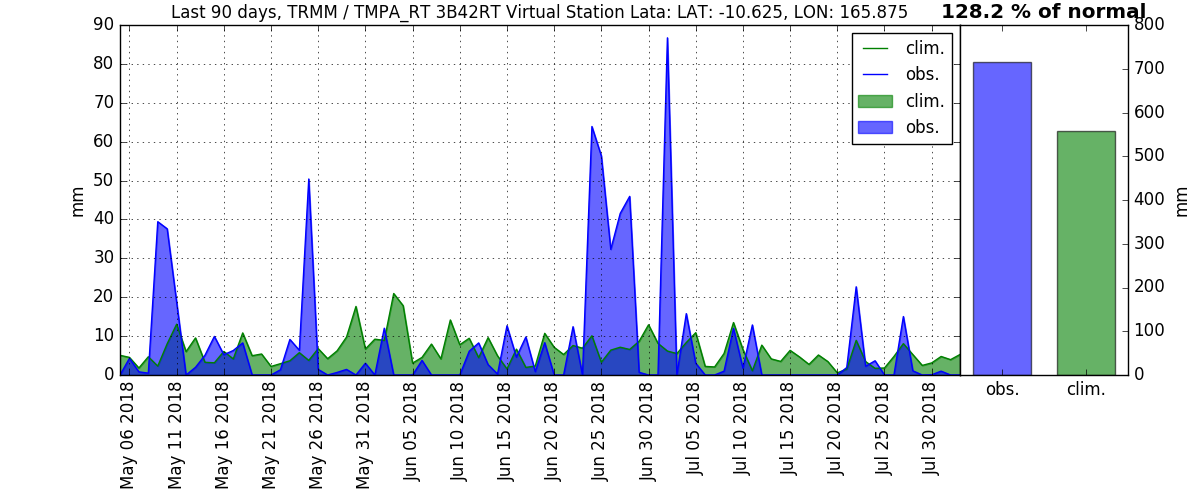 Last 90 days, TRMM / TMPA_RT 3B42RT Virtual Station Lata: LAT: -10.625, LON: 165.875
128.2 % of normal
90
80
70
60
50
40
30
20
10
0
mm
clim.
obs.
clim.
obs.
May 06 2018
May 11 2018
May 16 2018
May 21 2018
May 26 2018
May 31 2018
Jun 05 2018
Jun 10 2018
Jun 15 2018
Jun 20 2018
Jun 25 2018
Jun 30 2018
Jul 05 2018
Jul 10 2018
Jul 15 2018
Jul 20 2018
Jul 25 2018
Jul 30 2018
800
700
600
500
400
300
200
100
0
mm
obs.
clim.